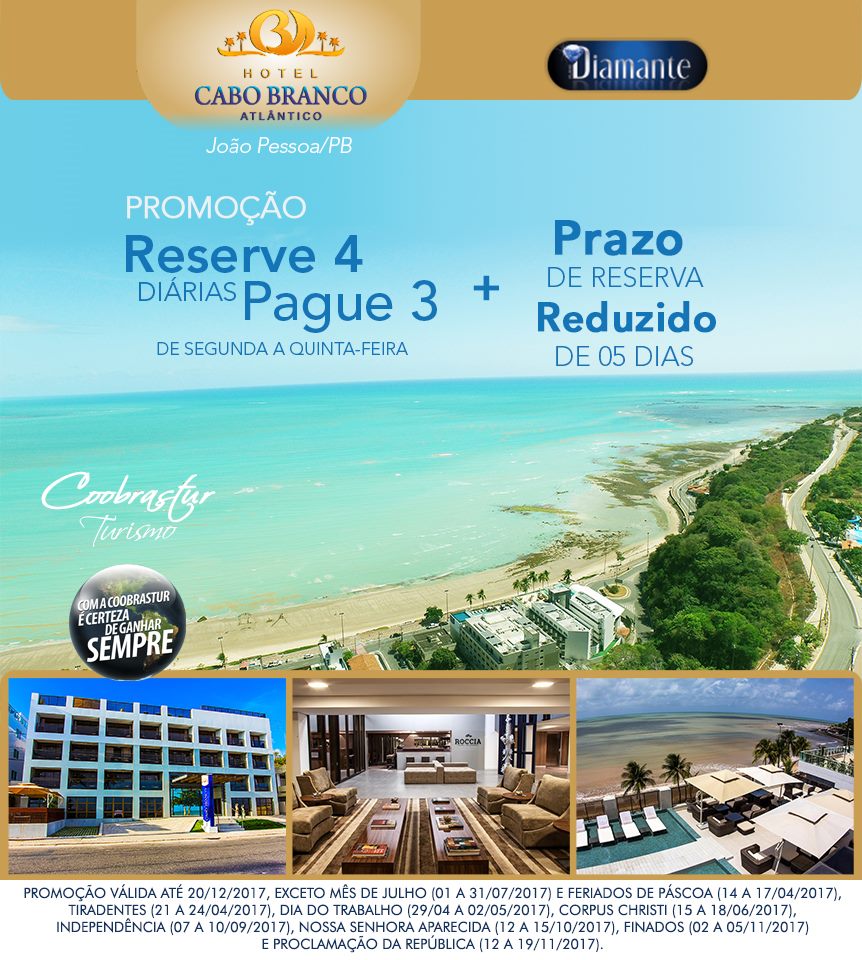 HOTEL
CABO BRANCO
ATLÂNTICO
Diamante
João Pessoa/PB
PROMOÇÃO
Reserve 4
DIÁRIAS Pague 3
DE SEGUNDA A QUINTA-FEIRA
+
Prazo
DE RESERVA
Reduzido
DE 05 DIAS
Coobrastur
Turismo
COM A COOBRASTUR
É CERTEZA
DE GANHAR
SEMPRE
ROCCIA
PROMOÇÃO VÁLIDA ATÉ 20/12/2017, EXCETO MÊS DE JULHO (01 A 31/07/2017) E FERIADOS DE PÁSCOA (14 A 17/04/2017),
TIRADENTES (21 A 24/04/2017), DIA DO TRABALHO (29/04 A 02/05/2017), CORPUS CHRISTI (15 A 18/06/2017),
INDEPENDÊNCIA (07 A 10/09/2017), NOSSA SENHORA APARECIDA (12 A 15/10/2017), FINADOS (02 A 05/11/2017)
E PROCLAMAÇÃO DA REPÚBLICA (12 A 19/11/2017).